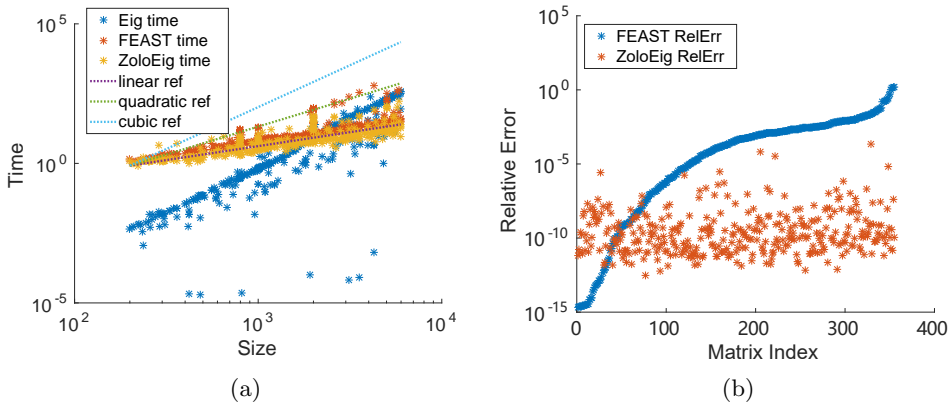 10^5
Eig time
FEAST time
ZoloEig time
linear ref
quadratic ref
cubic ref
10^0
10^-5
Time
10^2
10^3
10^4
Size
(a)
FEAST RelErr
ZoloEig RelErr
10^0
10^-5
10^-10
10^-15
Relative Error
0
100
200
300
400
Matrix Index
(b)